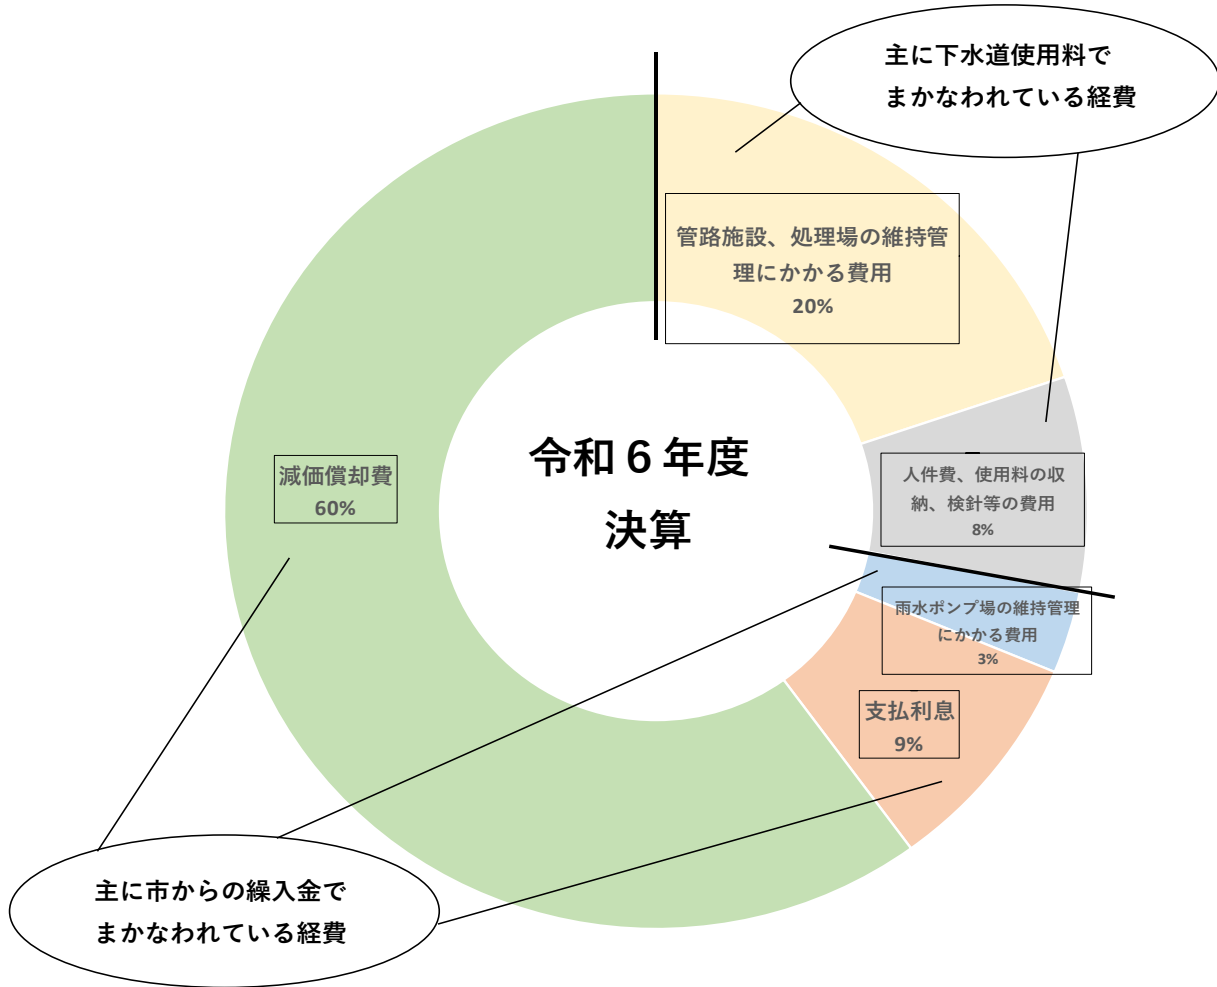 主に下水道使用料で
まかなわれている経費
管路施設、処理場の維持管
理にかかる費用
20%
人件費、使用料の収
納、検針等の費用
8%
雨水ポンプ場の維持管理
にかかる費用
3%
支払利息
9%
減価償却費
60%
令和６年度
決算
主に市からの繰入金で
まかなわれている経費